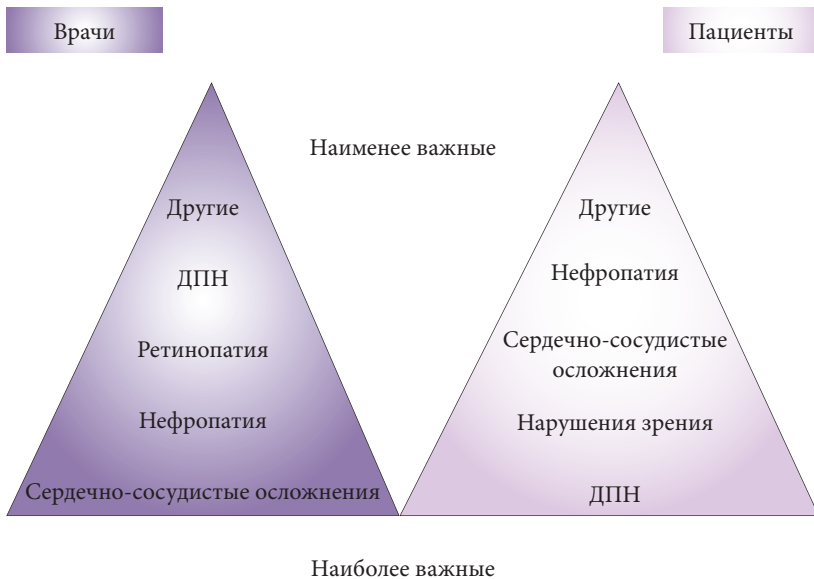 Врачи
Пациенты
Наименее важные
Другие
ДПН
Ретинопатия
Нефропатия
Сердечно-сосудистые осложнения
Другие
Нефропатия
Сердечно-сосудистые
осложнения
Нарушения зрения
ДПН
Наиболее важные